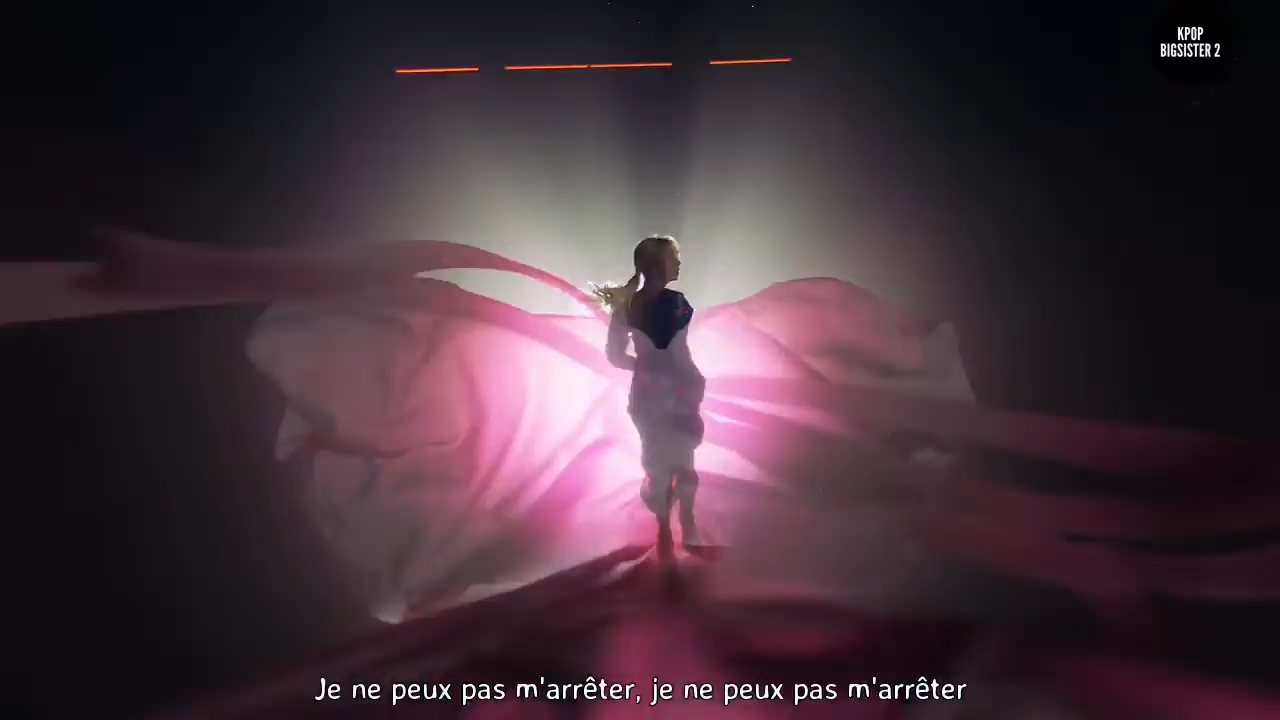 KPOP
BIGSISTER 2
Je ne peux pas m'arrêter, je ne peux pas m'arrêter